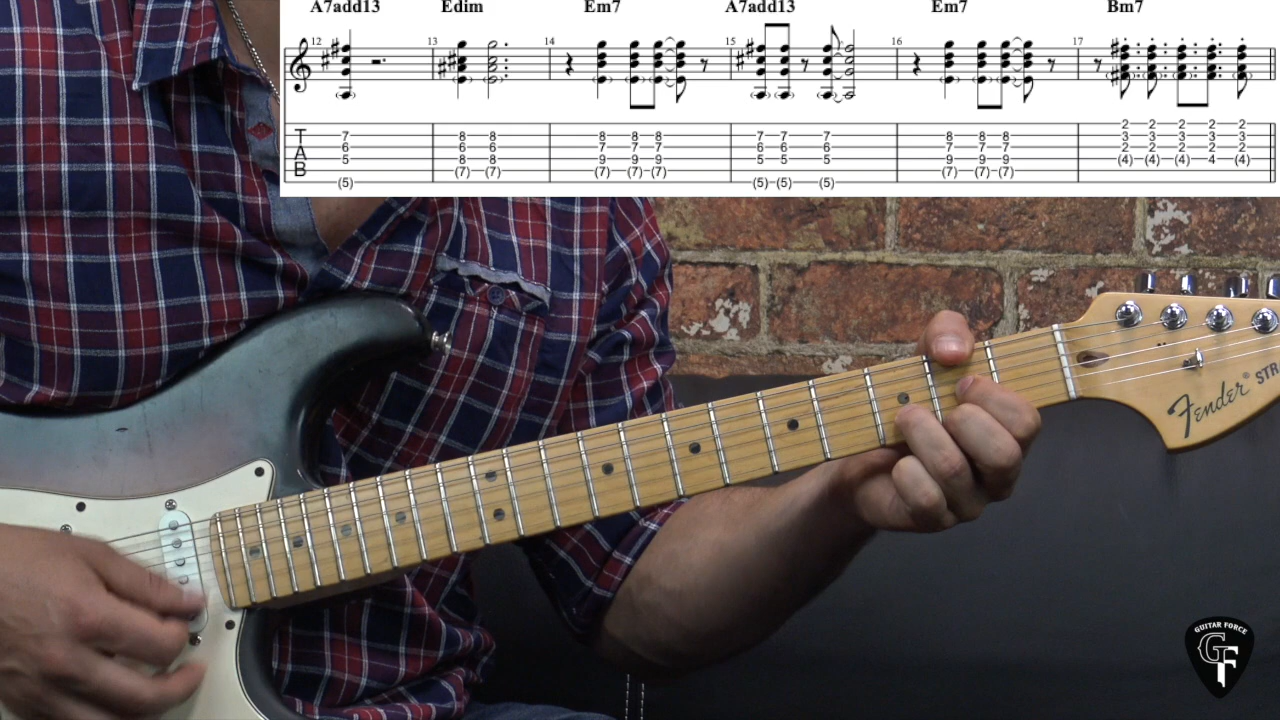 A7add13 Edim Em7 A7add13 Em7 Bm7
12 13 14 15 16 17
2 2 2 2 2
T 7 8 8 8 8 8 7 7 7 8 8 8 3 3 3 3 3
6 6 6 7 7 7 6 6 6 7 7 7 2 2 2 2 2
A 5 8 8 9 9 9 5 5 5 9 9 9 (4) (4) (4) 4 (4)
B (7) (7) (7) (7) (7) (7) (7) (7)
(5) (5) (5) (5)
Fender® STR
GUITAR FORCE
GF